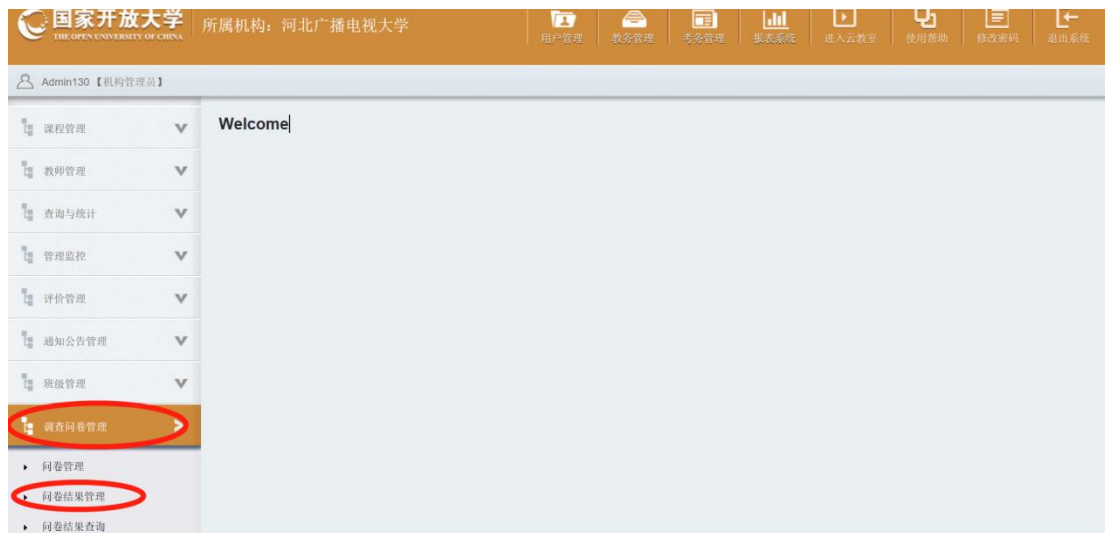 国家开放大学
THE OPEN UNIVERSITY OF CHINA
所属机构：河北广播电视大学
用户管理
教务管理
考务管理
报表系统
进入云教室
使用帮助
修改密码
退出系统
Admin130【机构管理员】
课程管理
Welcome
教师管理
查询与统计
管理监控
评价管理
通知公告管理
班级管理
调查问卷管理
问卷管理
问卷结果管理
问卷结果查询